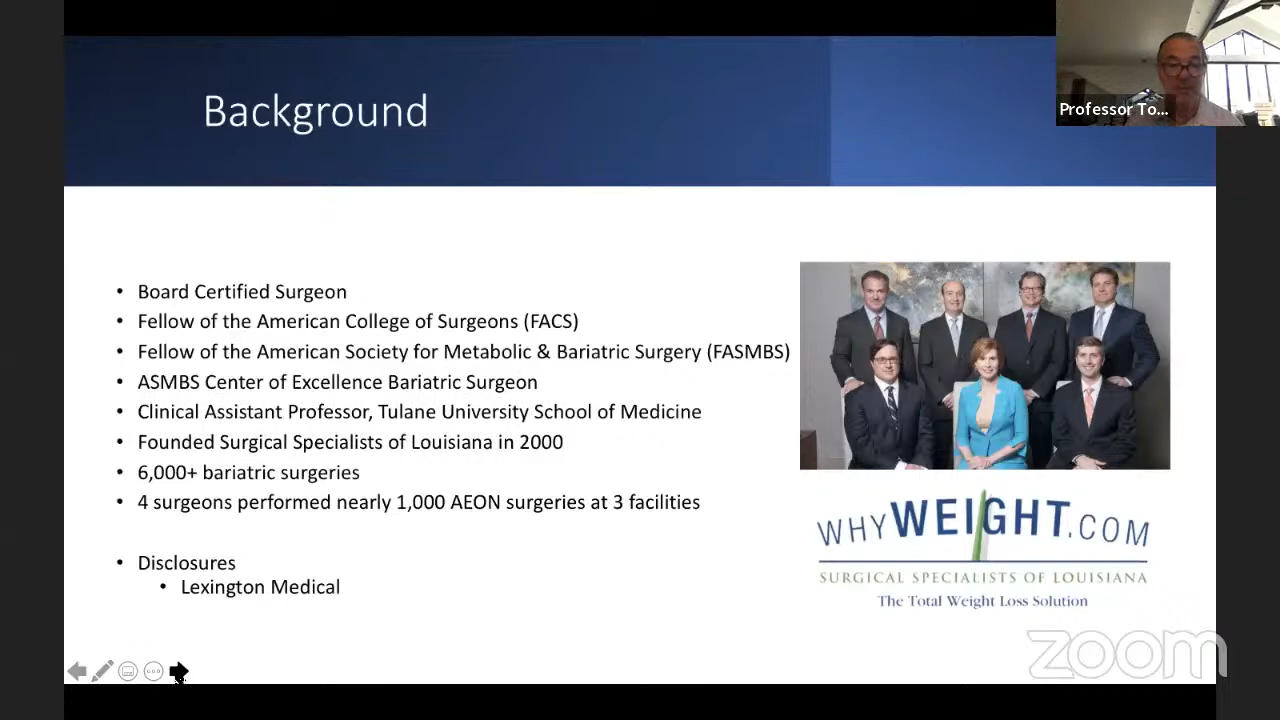 Background
Professor To...
Board Certified Surgeon
Fellow of the American College of Surgeons (FACS)
Fellow of the American Society for Metabolic & Bariatric Surgery (FASMBS)
ASMBS Center of Excellence Bariatric Surgeon
Clinical Assistant Professor, Tulane University School of Medicine
Founded Surgical Specialists of Louisiana in 2000
6,000+ bariatric surgeries
4 surgeons performed nearly 1,000 AEON surgeries at 3 facilities
Disclosures
Lexington Medical
WHYWEIGHT.COM
SURGICAL SPECIALISTS OF LOUISIANA
The Total Weight Loss Solution
zoom